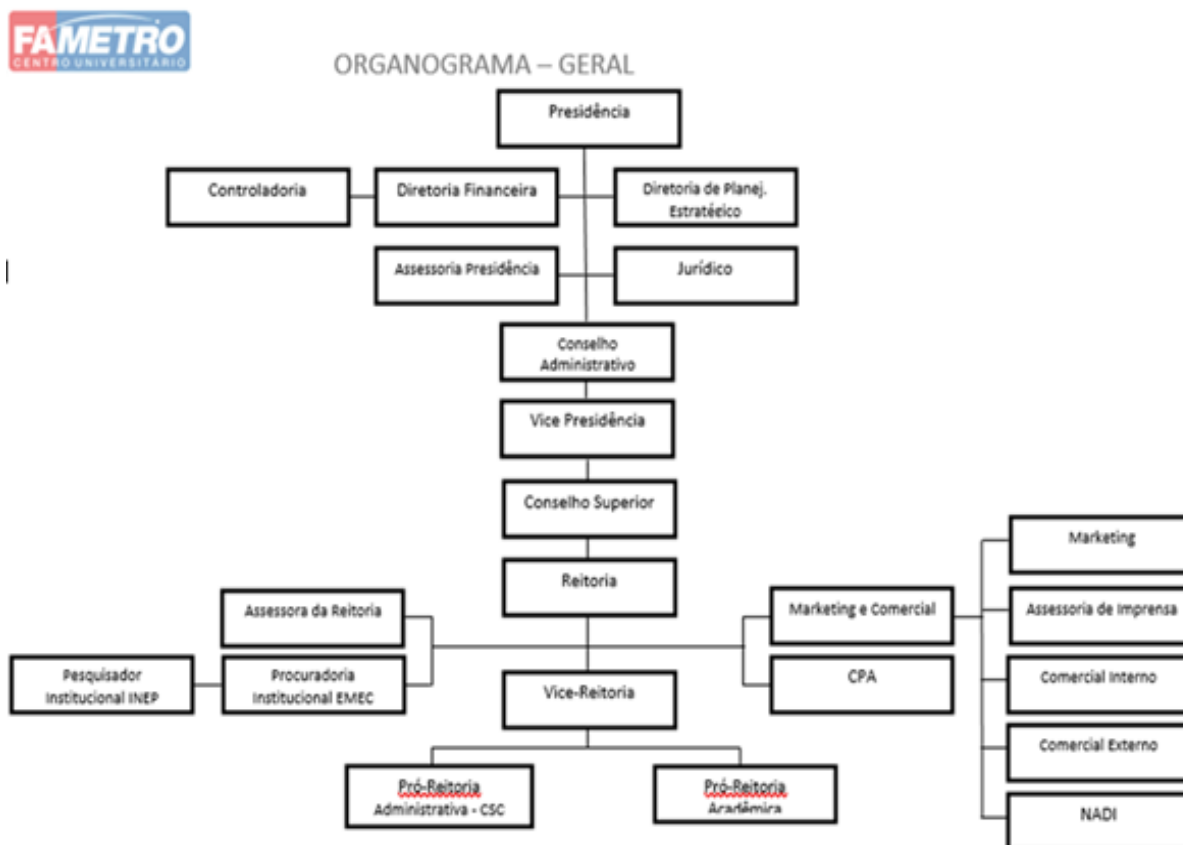 FAMETRO
CENTRO UNIVERSITÁRIO
ORGANOGRAMA – GERAL
Presidência
Controladoria
Diretoria Financeira
Diretoria de Planej.
Estratéeico
Assessoria Presidência
Jurídico
Conselho
Administrativo
Vice Presidência
Conselho Superior
Reitoria
Assessora da Reitoria
Marketing e Comercial
Marketing
Assessoria de Imprensa
Pesquisador
Institucional INEP
Procuradoria
Institucional EMEC
Vice-Reitoria
CPA
Comercial Interno
Comercial Externo
Pró-Reitoria
Administrativa - CSC
Pró-Reitoria
Acadêmica
NADI